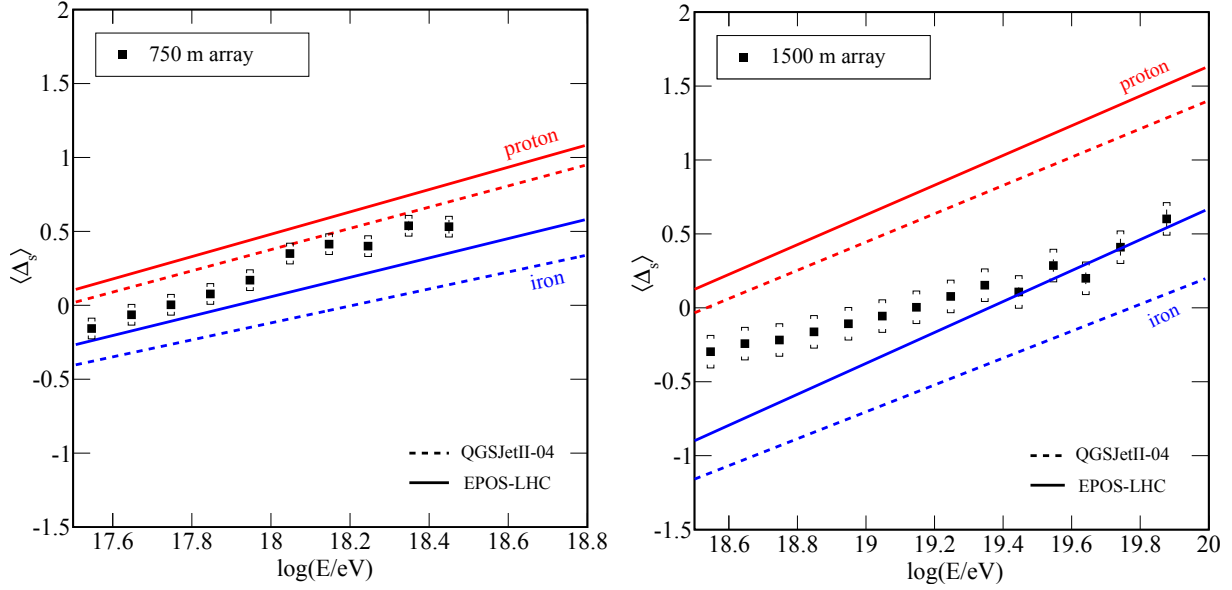 2
1.5
1
0.5
0
-0.5
-1
-1.5
⟨Δs⟩
750 m array
proton
iron
QGSJetII-04
EPOS-LHC
17.6 17.8 18 18.2 18.4 18.6 18.8
log(E/eV)
2
1.5
1
0.5
0
-0.5
-1
-1.5
⟨Δs⟩
1500 m array
proton
iron
QGSJetII-04
EPOS-LHC
18.6 18.8 19 19.2 19.4 19.6 19.8 20
log(E/eV)